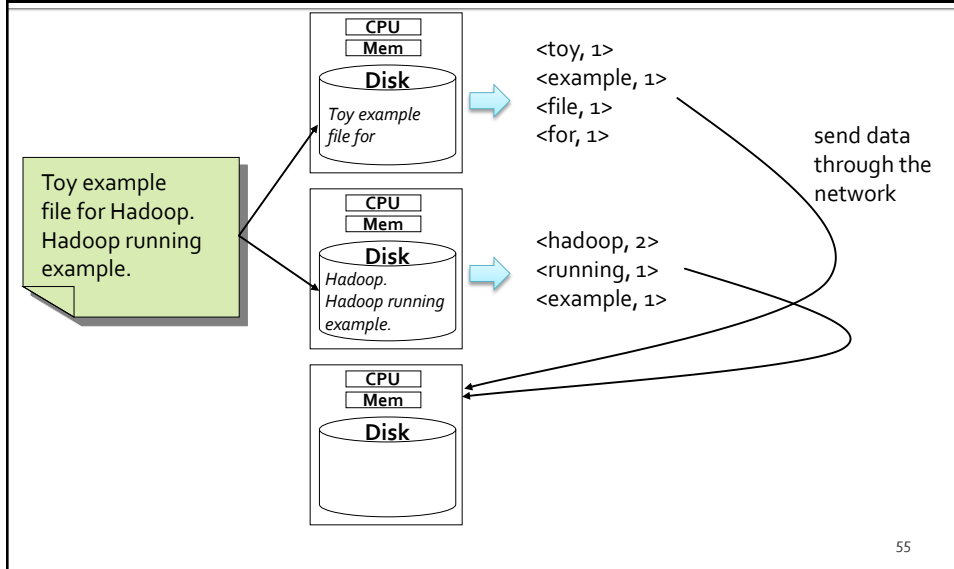 Toy example
file for Hadoop.
Hadoop running
example.
CPU
Mem
Disk
Toy example
file for
<toy, 1>
<example, 1>
<file, 1>
<for, 1>
CPU
Mem
Disk
Hadoop.
Hadoop running
example.
<hadoop, 2>
<running, 1>
<example, 1>
send data
through the
network
CPU
Mem
Disk
55